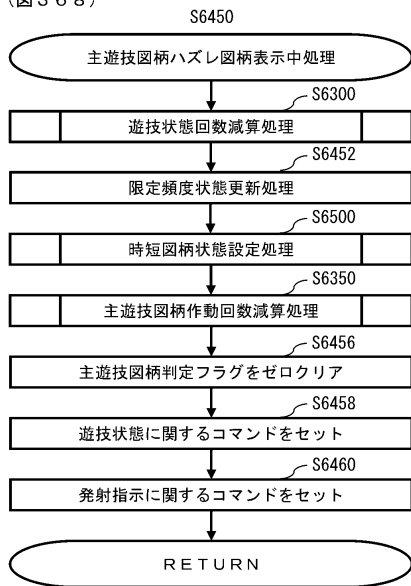 (図368)
S6450
主遊技図柄ハズレ図柄表示中処理
S6300
遊技状態回数減算処理
S6452
限定頻度状態更新処理
S6500
時短図柄状態設定処理
S6350
主遊技図柄作動回数減算処理
S6456
主遊技図柄判定フラグをゼロクリア
S6458
遊技状態に関するコマンドをセット
S6460
発射指示に関するコマンドをセット
RETURN